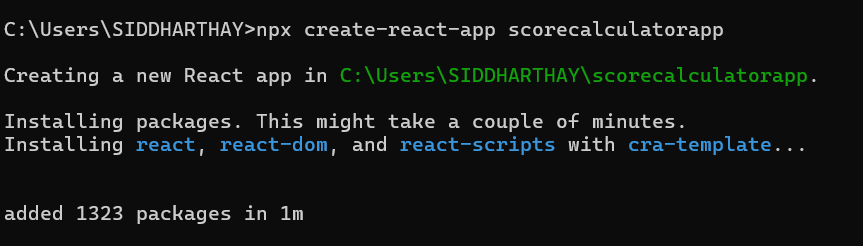 C:\Users\SIDDHARTHAY>npx create-react-app scorecalculatorapp
Creating a new React app in C:\Users\SIDDHARTHAY\scorecalculatorapp.
Installing packages. This might take a couple of minutes.
Installing react, react-dom, and react-scripts with cra-template...
added 1323 packages in 1m